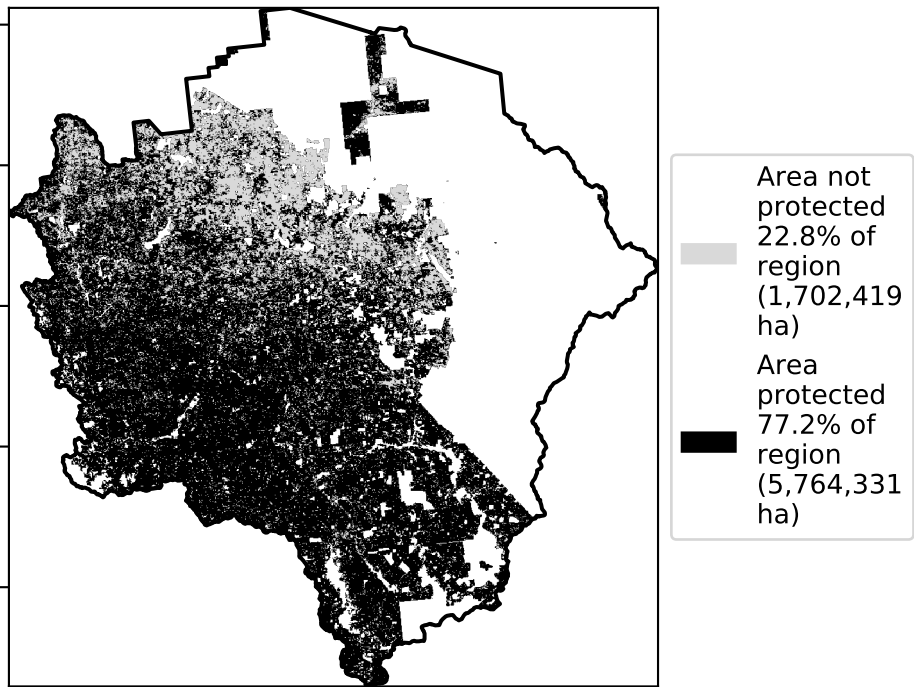 Area not
protected
22.8% of
region
(1,702,419
ha)
Area
protected
77.2% of
region
(5,764,331
ha)